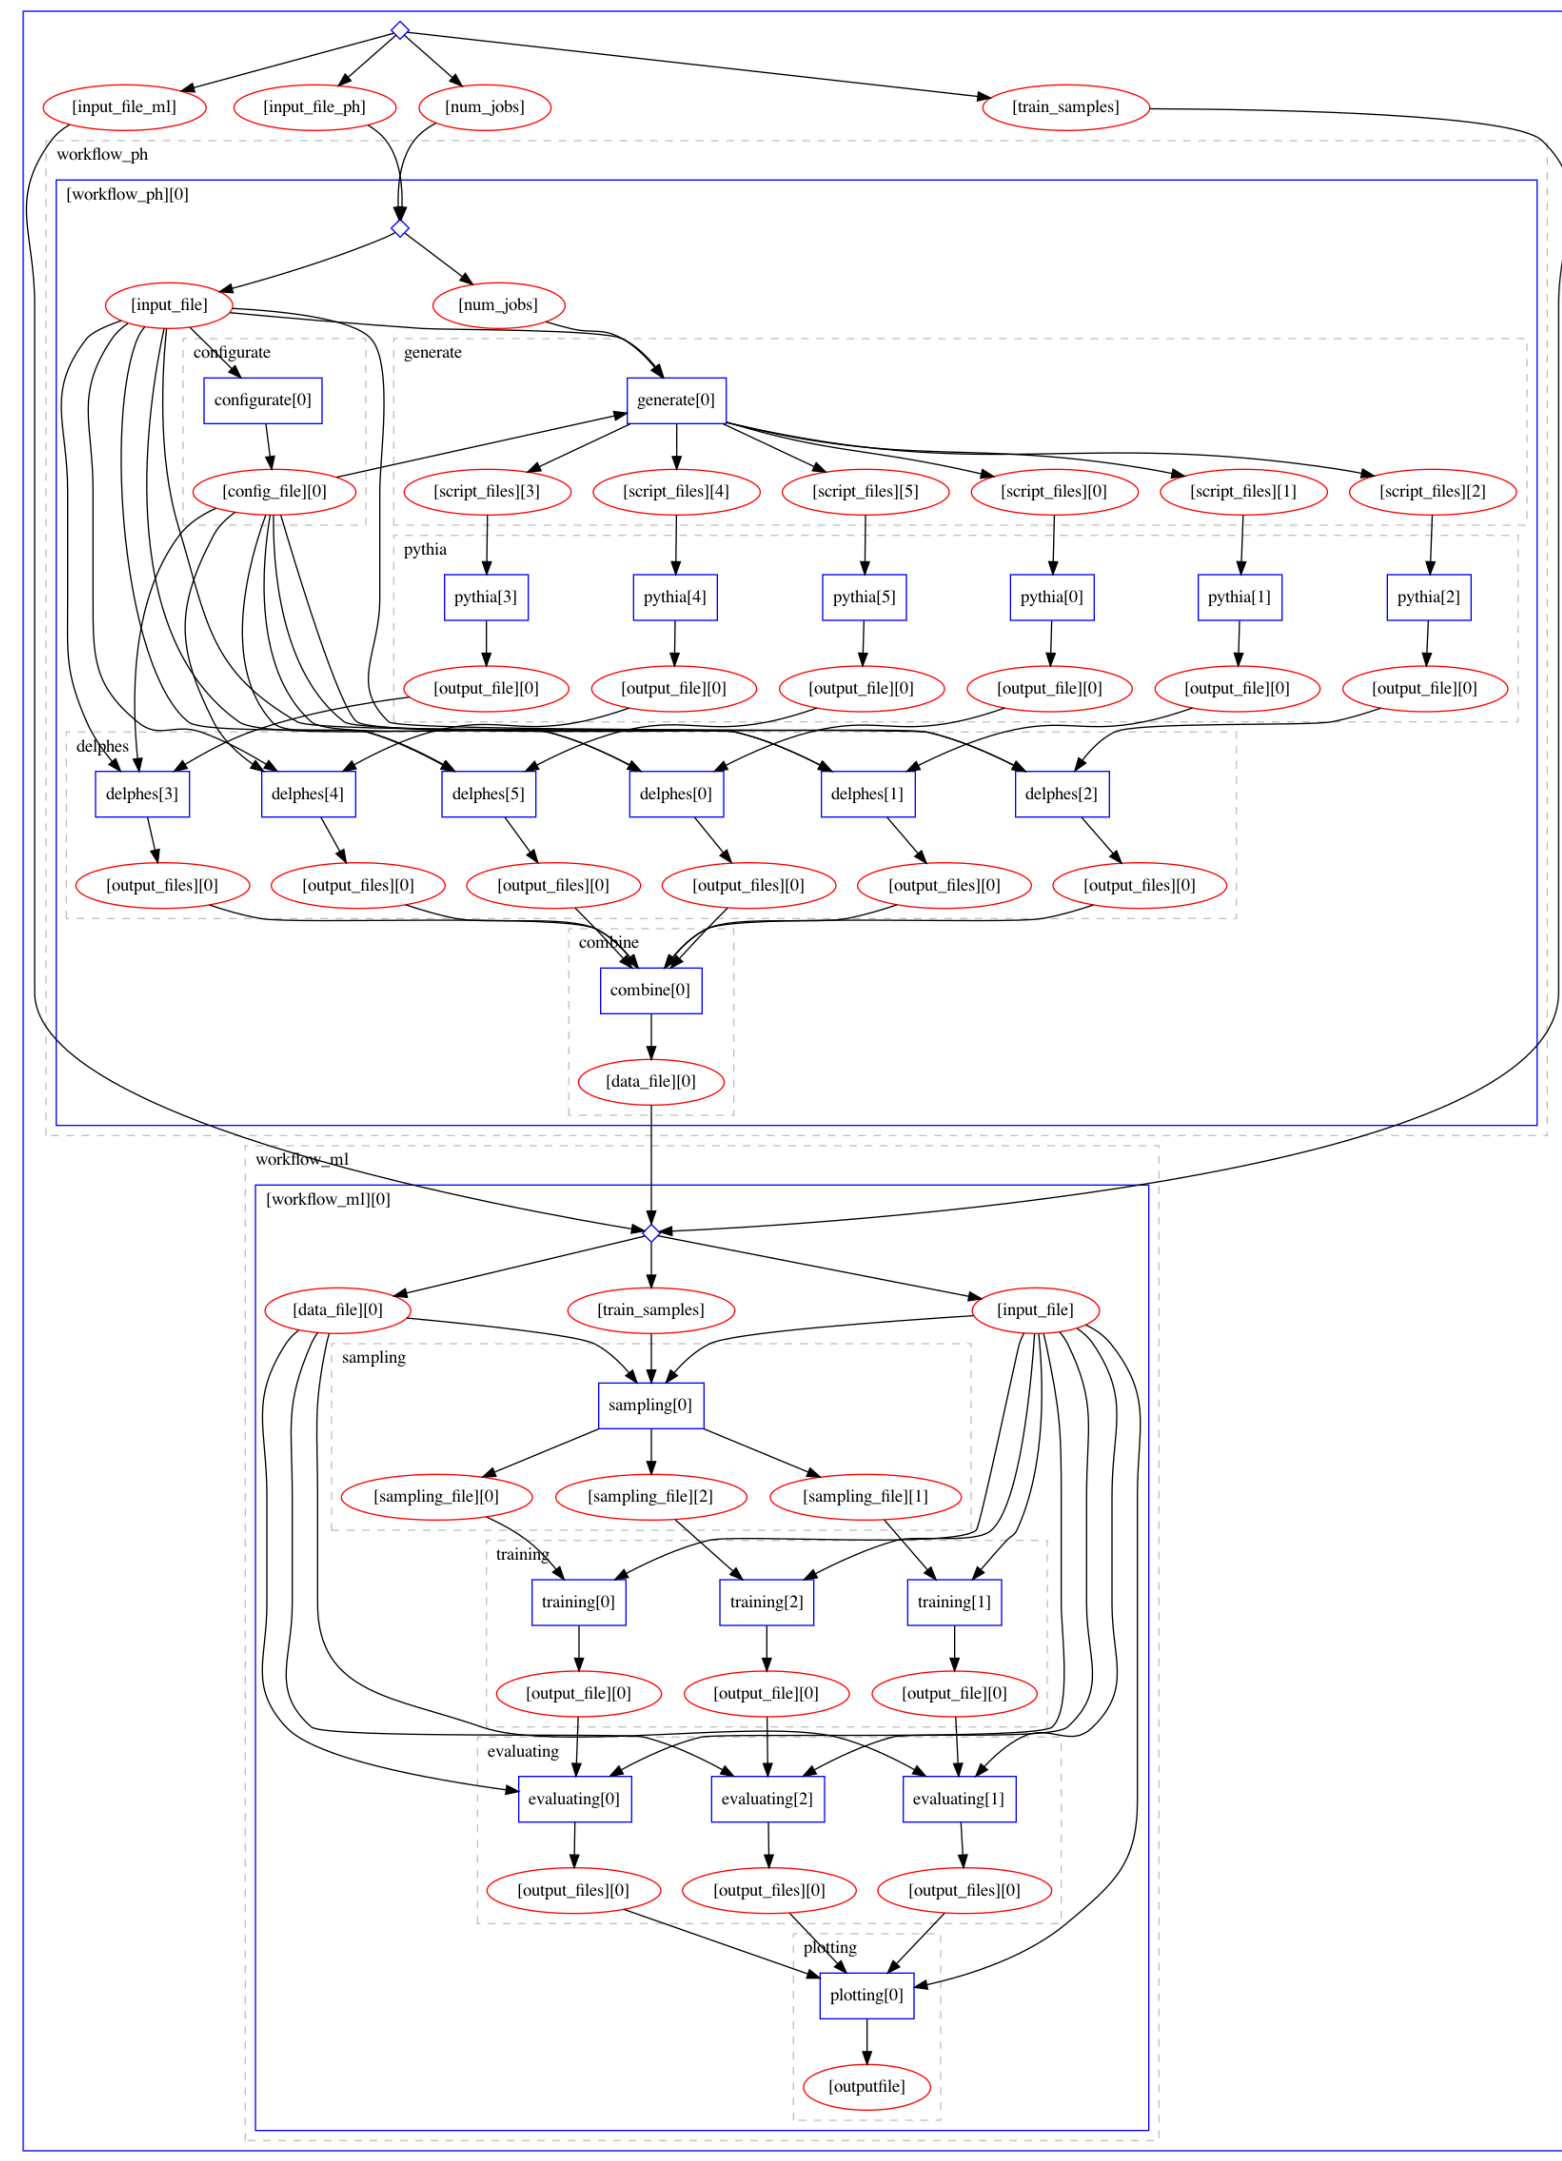 [input_file_ml]
[input_file_ph]
[num_jobs]
[train_samples]
workflow_ph
[workflow_ph][0]
[input_file]
[num_jobs]
configurate
generate
configurate[0]
generate[0]
[config_file][0]
[script_files][3]
[script_files][4]
[script_files][5]
[script_files][0]
[script_files][1]
[script_files][2]
pythia
pythia[3]
pythia[4]
pythia[5]
pythia[0]
pythia[1]
pythia[2]
[output_file][0]
[output_file][0]
[output_file][0]
[output_file][0]
[output_file][0]
[output_file][0]
delphes
delphes[3]
delphes[4]
delphes[5]
delphes[0]
delphes[1]
delphes[2]
[output_files][0]
[output_files][0]
[output_files][0]
[output_files][0]
[output_files][0]
[output_files][0]
combine
combine[0]
[data_file][0]
workflow_ml
[workflow_ml][0]
[data_file][0]
[train_samples]
[input_file]
sampling
sampling[0]
[sampling_file][0]
[sampling_file][2]
[sampling_file][1]
training
training[0]
training[2]
training[1]
[output_file][0]
[output_file][0]
[output_file][0]
evaluating
evaluating[0]
evaluating[2]
evaluating[1]
[output_files][0]
[output_files][0]
[output_files][0]
plotting
plotting[0]
[outputfile]